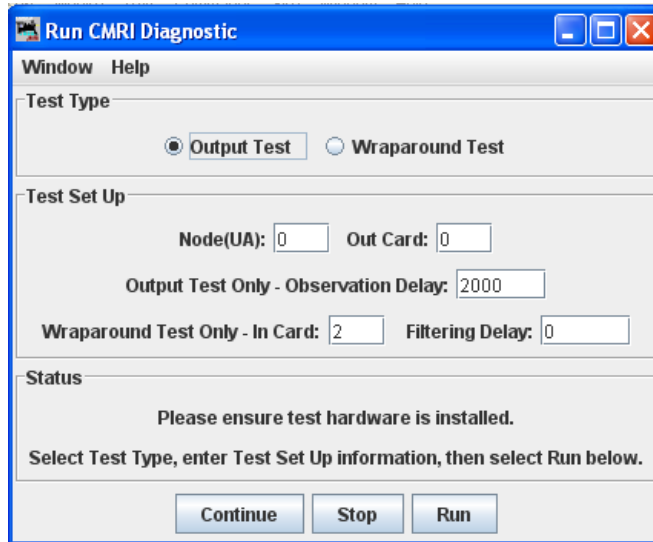 Run CMRI Diagnostic
Window Help
Test Type
Output Test Wraparound Test
Test Set Up
Node(UA): 0 Out Card: 0
Output Test Only - Observation Delay: 2000
Wraparound Test Only - In Card: 2 Filtering Delay: 0
Status
Please ensure test hardware is installed.
Select Test Type, enter Test Set Up information, then select Run below.
Continue Stop Run